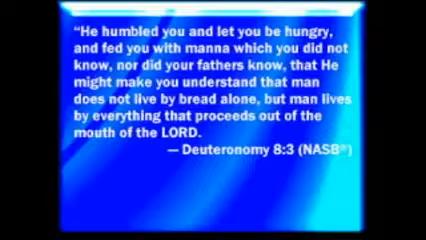 “He humbled you and let you be hungry,
and fed you with manna which you did not
know, nor did your fathers know, that He
might make you understand that man
does not live by bread alone, but man lives
by everything that proceeds out of the
mouth of the LORD.
— Deuteronomy 8:3 (NASB®)